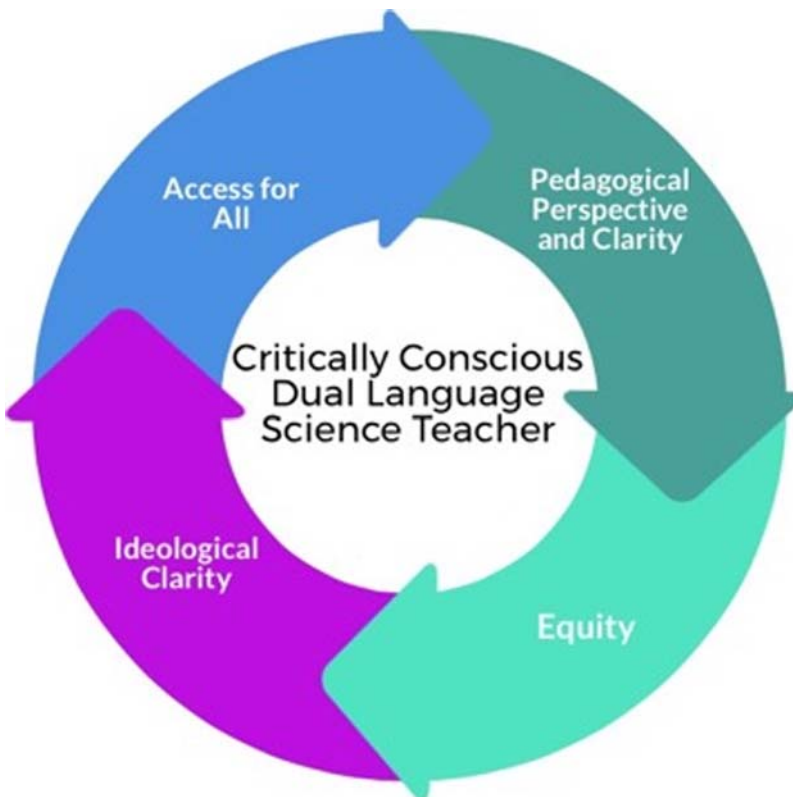 Access for
All
Pedagogical
Perspective
and Clarity
Critically Conscious
Dual Language
Science Teacher
Ideological
Clarity
Equity